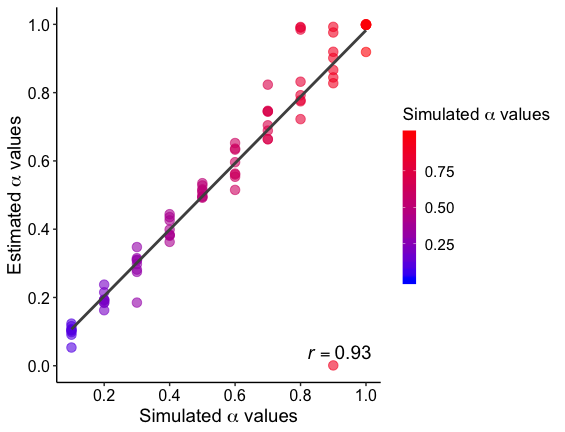 1.0
0.8
0.6
0.4
0.2
0.0
Estimated α values
0.2 0.4 0.6 0.8 1.0
Simulated α values
r = 0.93
Simulated α values
0.75
0.50
0.25